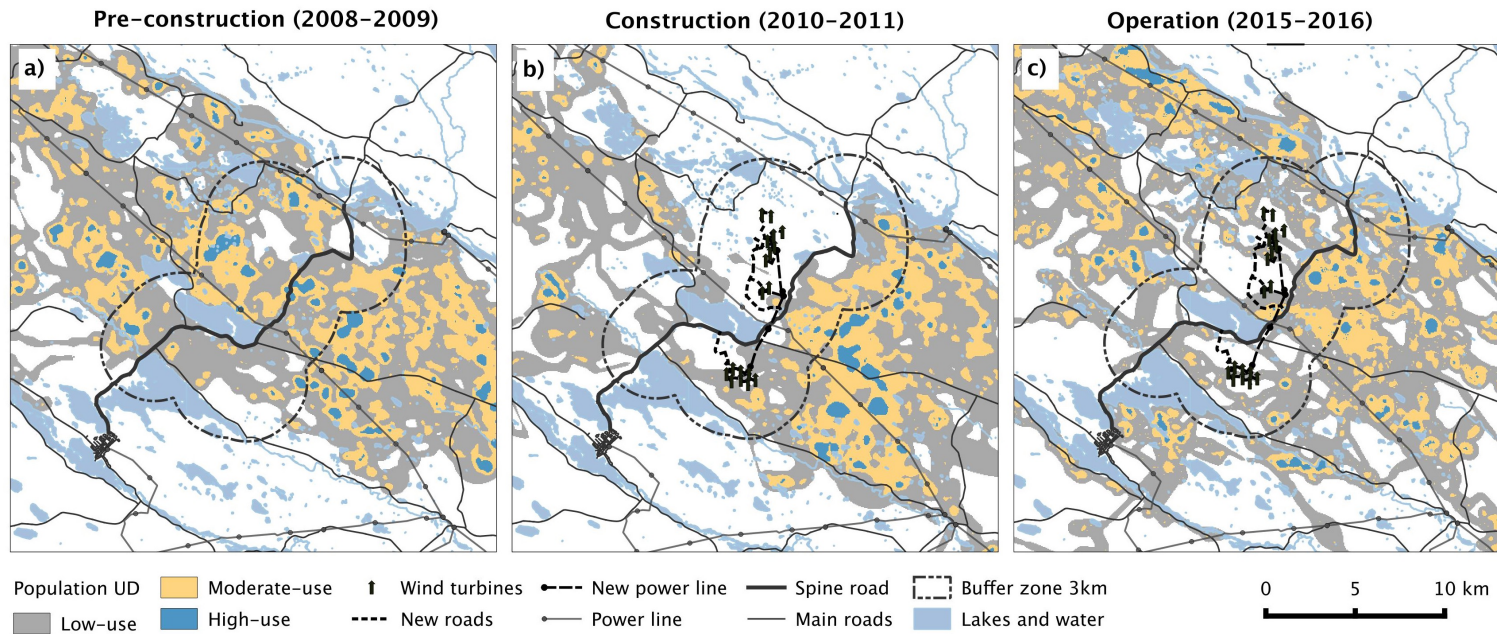 Pre-construction (2008-2009)
Construction (2010-2011)
Operation (2015-2016)
a)
b)
c)
Population UD
Moderate-use
Wind turbines
New power line
Spine road
Buffer zone 3km
Low-use
High-use
New roads
Power line
Main roads
Lakes and water
0 5 10 km